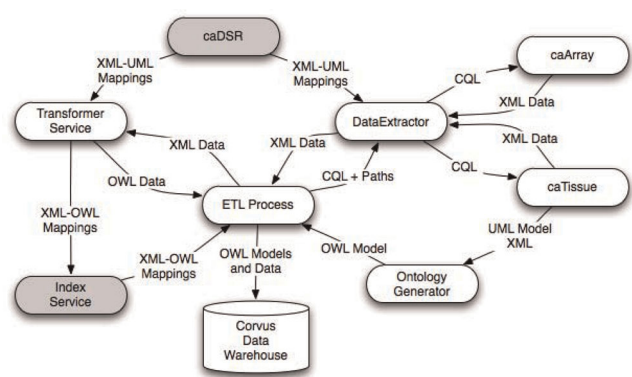 caDSR
caArray
XML-UML
Mappings
XML-UML
Mappings
CQL
XML Data
Transformer
Service
DataExtractor
XML Data
XML Data
XML Data
OWL Data
CQL + Paths
CQL
caTissue
XML-OWL
Mappings
ETL Process
UML Model
XML
OWL Model
XML-OWL
Mappings
OWL Models
and Data
Index
Service
Ontology
Generator
Corvus
Data
Warehouse